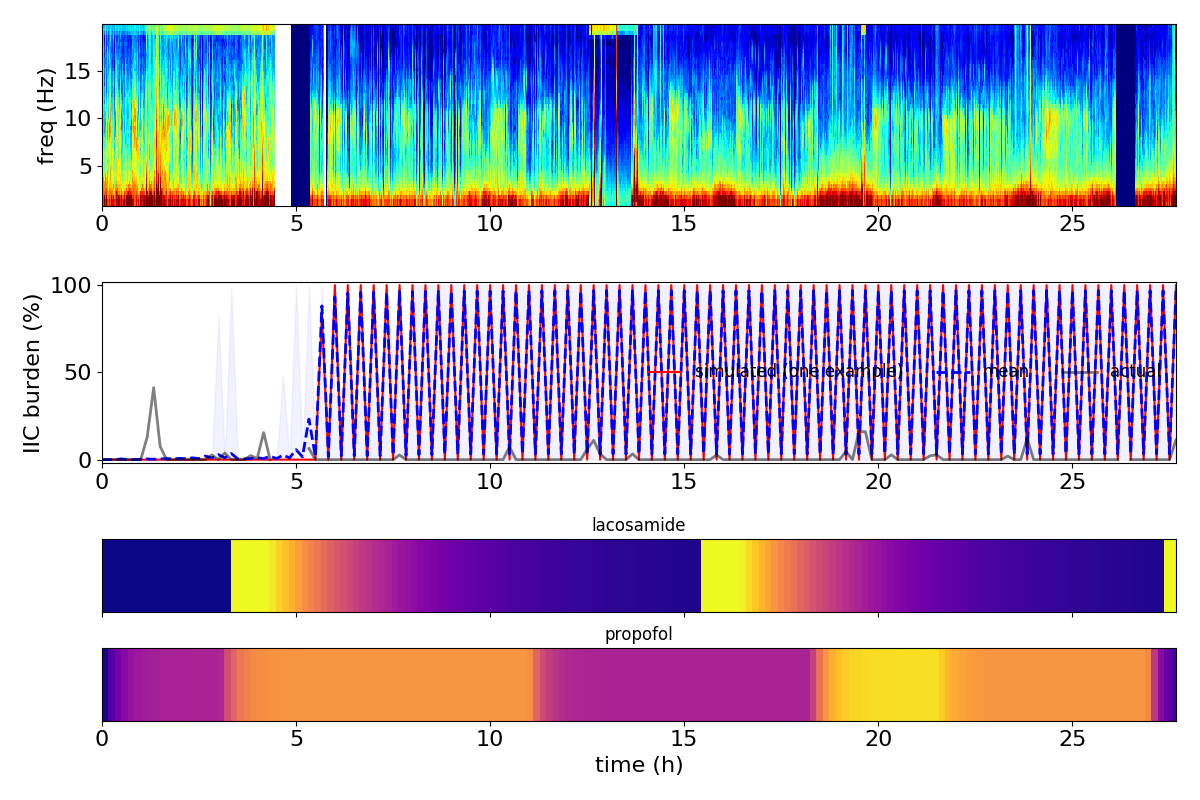 freq (Hz)
15
10
5
0 5 10 15 20 25
IIC burden (%)
100
50
0
simulated (one example) mean actual
0 5 10 15 20 25
lacosamide
propofol
0 5 10 15 20 25
time (h)